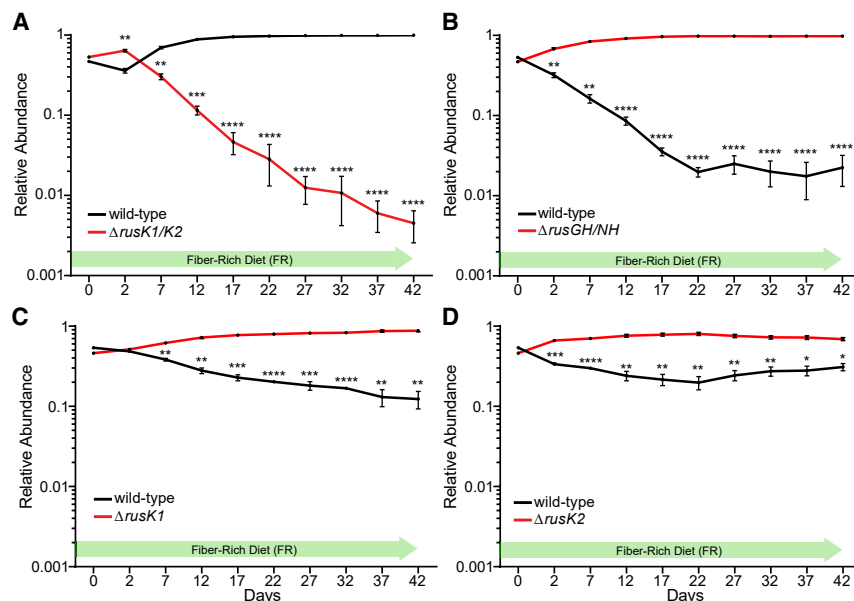 A
Relative Abundance
1
0.1
0.01
0.001
** ** *** **** **** **** **** **** ****
wild-type
ΔrusK1/K2
Fiber-Rich Diet (FR)
0 2 7 12 17 22 27 32 37 42
B
Relative Abundance
1
0.1
0.01
0.001
** ** **** **** **** **** **** **** ****
wild-type
ΔrusGH/NH
Fiber-Rich Diet (FR)
0 2 7 12 17 22 27 32 37 42
C
Relative Abundance
1
0.1
0.01
0.001
** ** *** **** *** **** ** **
wild-type
ΔrusK1
Fiber-Rich Diet (FR)
0 2 7 12 17 22 27 32 37 42
Days
D
Relative Abundance
1
0.1
0.01
0.001
*** **** ** ** ** ** ** * *
wild-type
ΔrusK2
Fiber-Rich Diet (FR)
0 2 7 12 17 22 27 32 37 42
Days